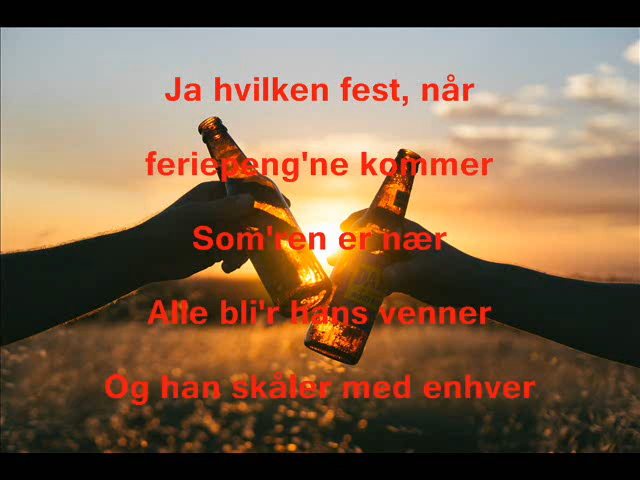 Ja hvilken fest, når
feriepeng'ne kommer
Som'ren er nær
Alle bli'r hans venner
Og han skåler med enhver